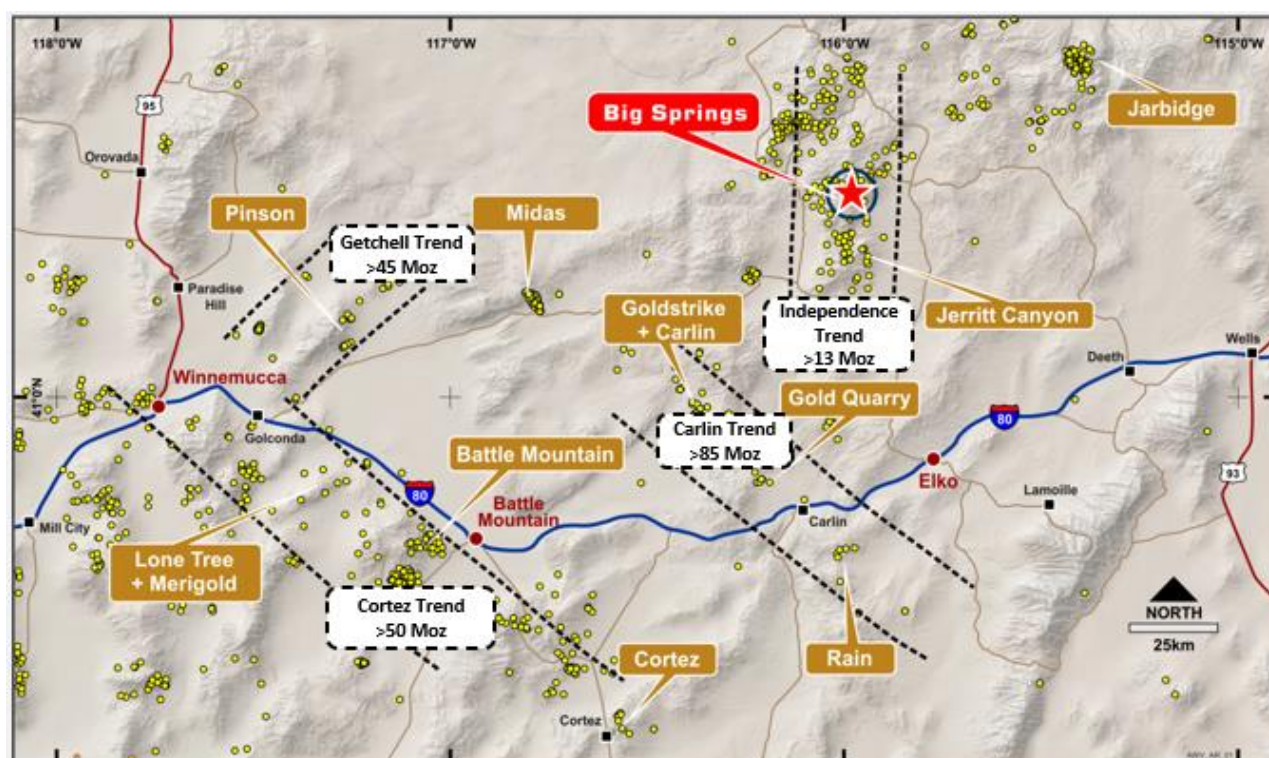 118°0'W
117°0'W
116°0'W
115°0'W
95
Big Springs
Jarbidge
Orovada
Pinson
Midas
Getchell Trend
>45 Moz
Paradise
Hill
Goldstrike
+ Carlin
Independence
Trend
>13 Moz
Jerritt Canyon
Wells
Deeth
Winnemucca
41°0'N
Golconda
Gold Quarry
80
Carlin Trend
>85 Moz
Battle Mountain
Elko
93
80
Battle
Mountain
Lamoille
Mill City
Carlin
Lone Tree
+ Merigold
Cortez Trend
>50 Moz
NORTH
25km
Cortez
Rain
Cortez